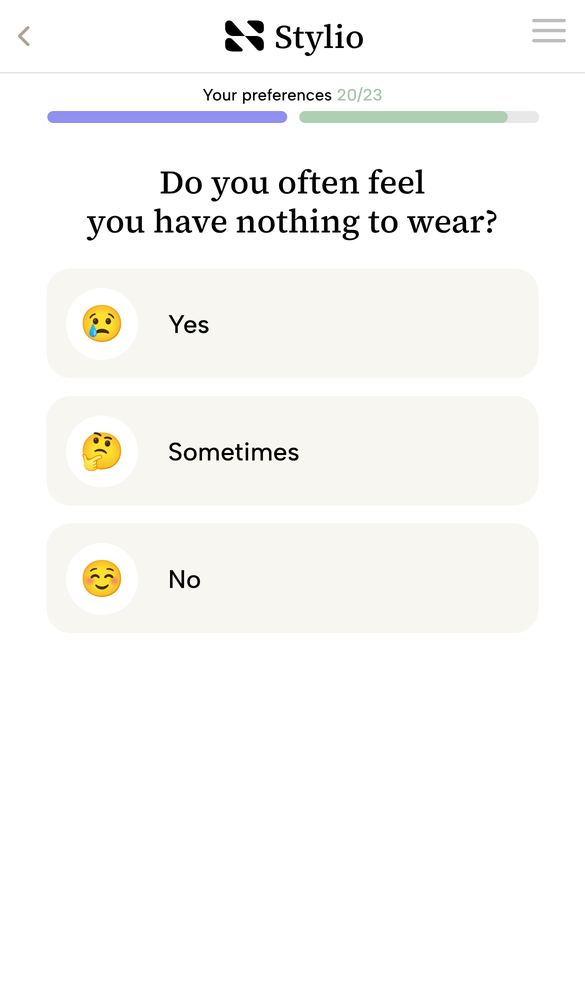 Stylio
Your preferences 20/23
Do you often feel
you have nothing to wear?
Yes
Sometimes
No